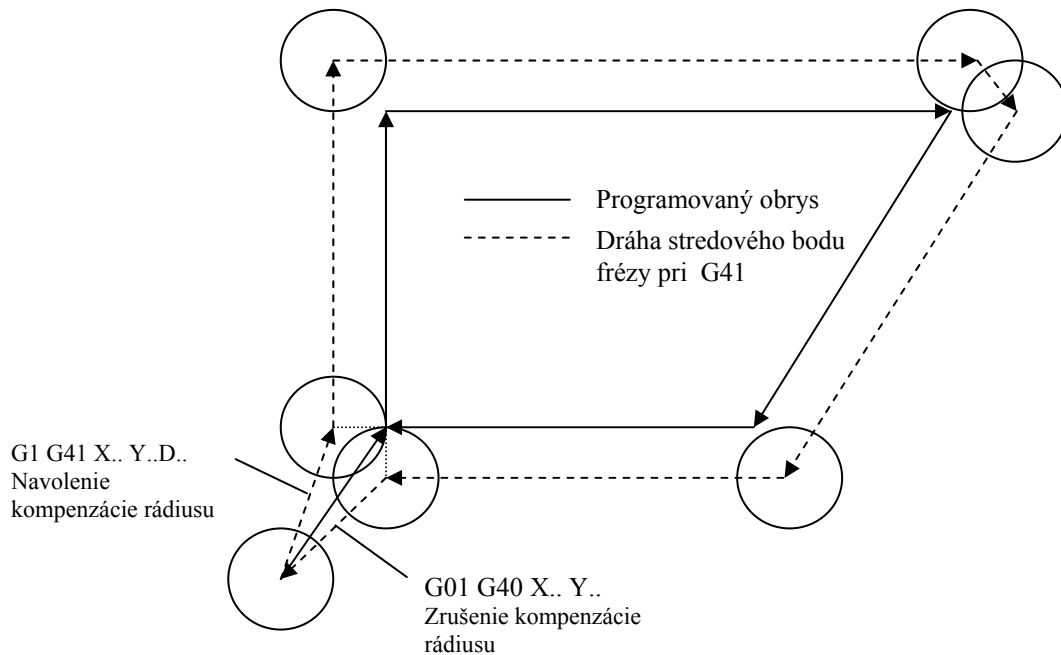 Programovaný obrys
Dráha stredového bodu
frézy pri G41
G1 G41 X.. Y..D..
Navolenie
kompenzácie rádiusu
G01 G40 X.. Y..
Zrušenie kompenzácie
rádiusu